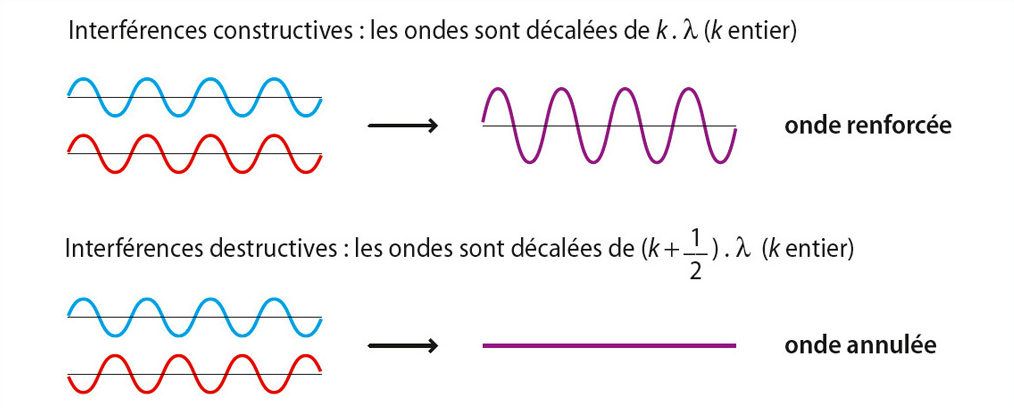 Interférences constructives : les ondes sont décalées de k . λ (k entier)
onde renforcée
Interférences destructives : les ondes sont décalées de (k + 1/2) . λ (k entier)
onde annulée